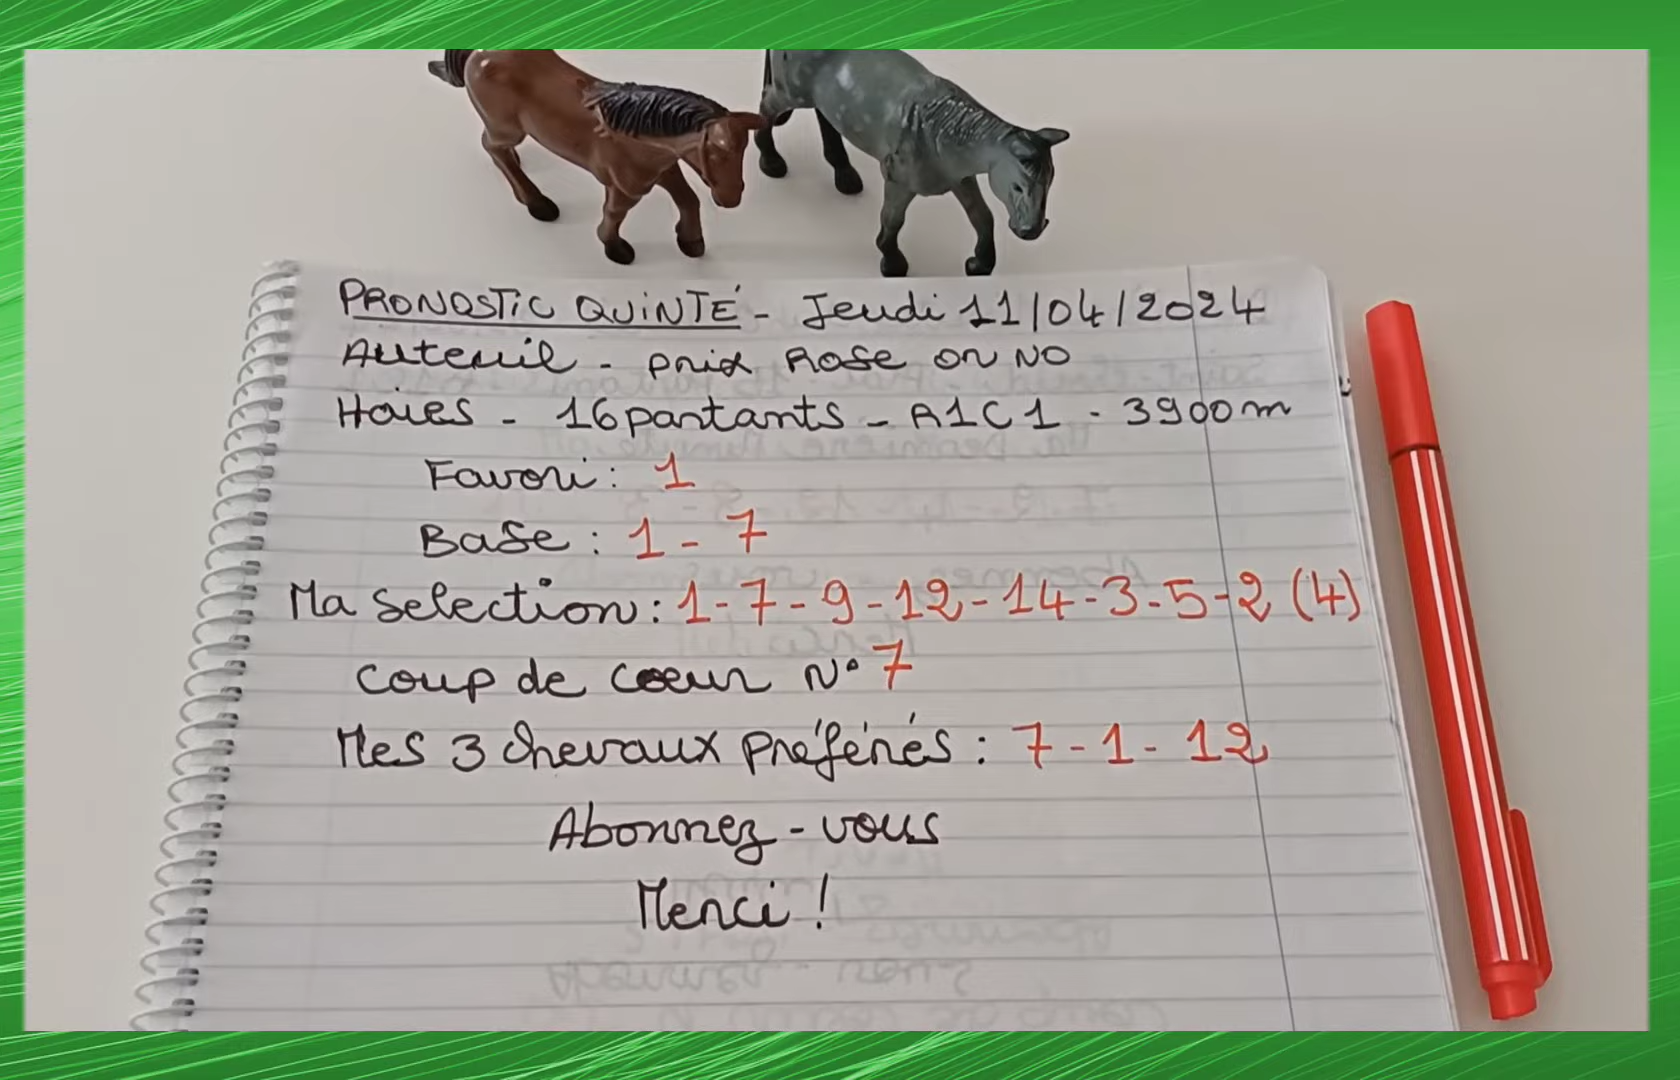 PRONOSTIC QUINTÉ - Jeudi 11/04/2024
Auteuil - prix Rose or No
Haies - 16 partants - R1C1 - 3900m
Favori : 1
Base : 1 - 7
Ma selection : 1 - 7 - 9 - 12 - 14 - 3 - 5 - 2 (4)
coup de coeur N° 7
Mes 3 chevaux préférés : 7 - 1 - 12
Abonnez-vous
Merci !